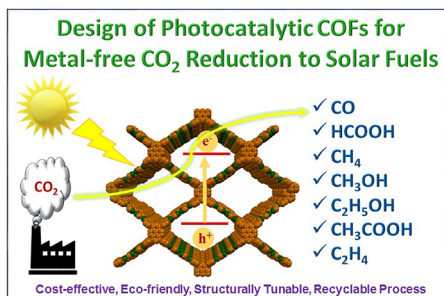 Design of Photocatalytic COFs for
Metal-free CO₂ Reduction to Solar Fuels
CO₂
e⁻
h⁺
✓ CO
✓ HCOOH
✓ CH₄
✓ CH₃OH
✓ C₂H₅OH
✓ CH₃COOH
✓ C₂H₄
Cost-effective, Eco-friendly, Structurally Tunable, Recyclable Process